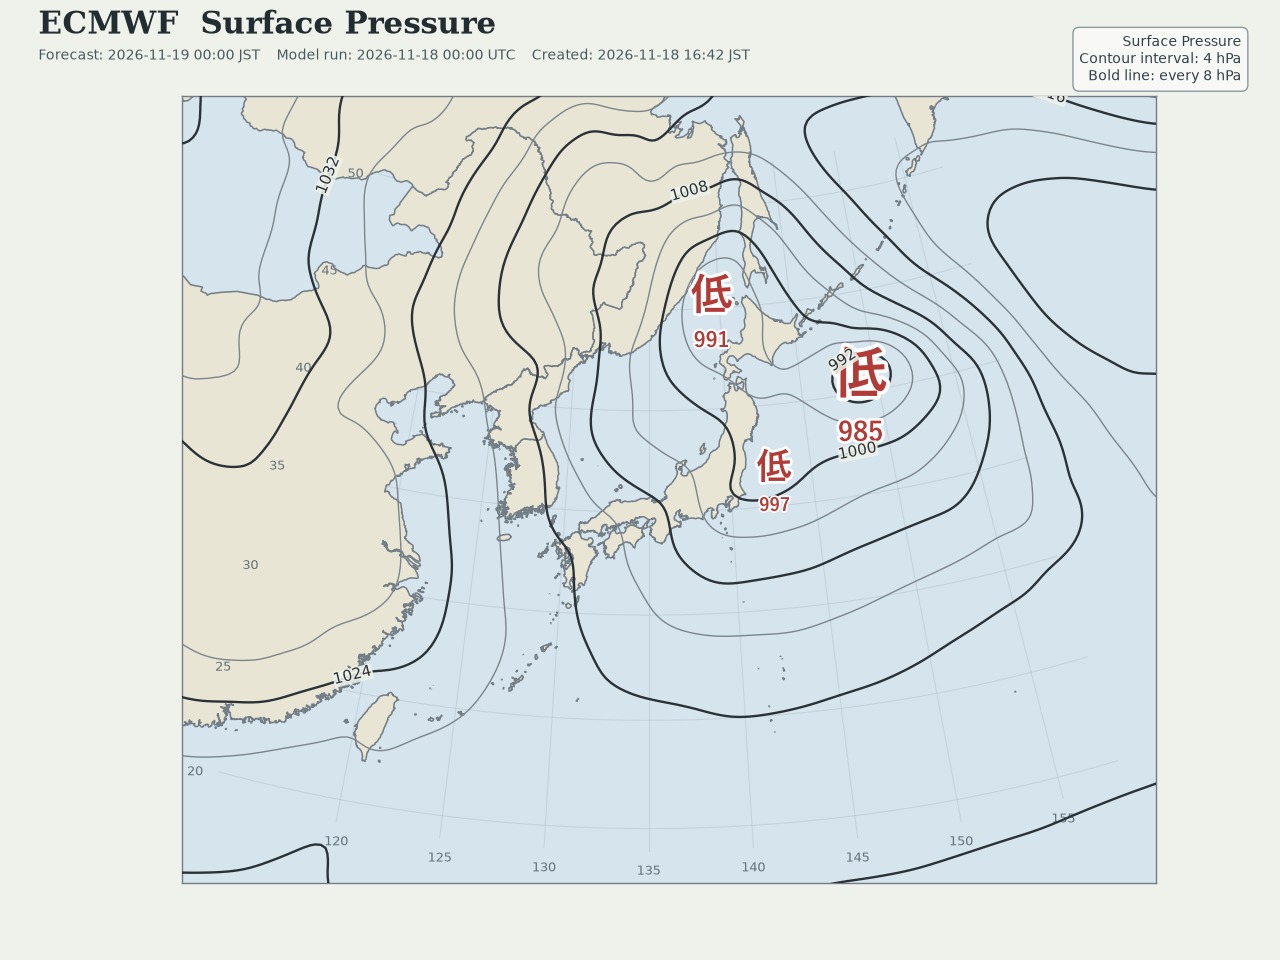 ECMWF  Surface Pressure
Forecast: 2026-11-19 00:00 JST    Model run: 2026-11-18 00:00 UTC    Created: 2026-11-18 16:42 JST
Surface Pressure
Contour interval: 4 hPa
Bold line: every 8 hPa
50
1032
1008
45
低
991
992
低
40
985
35
1000
低
997
30
25
1024
20
155
120
150
125
145
130
140
135